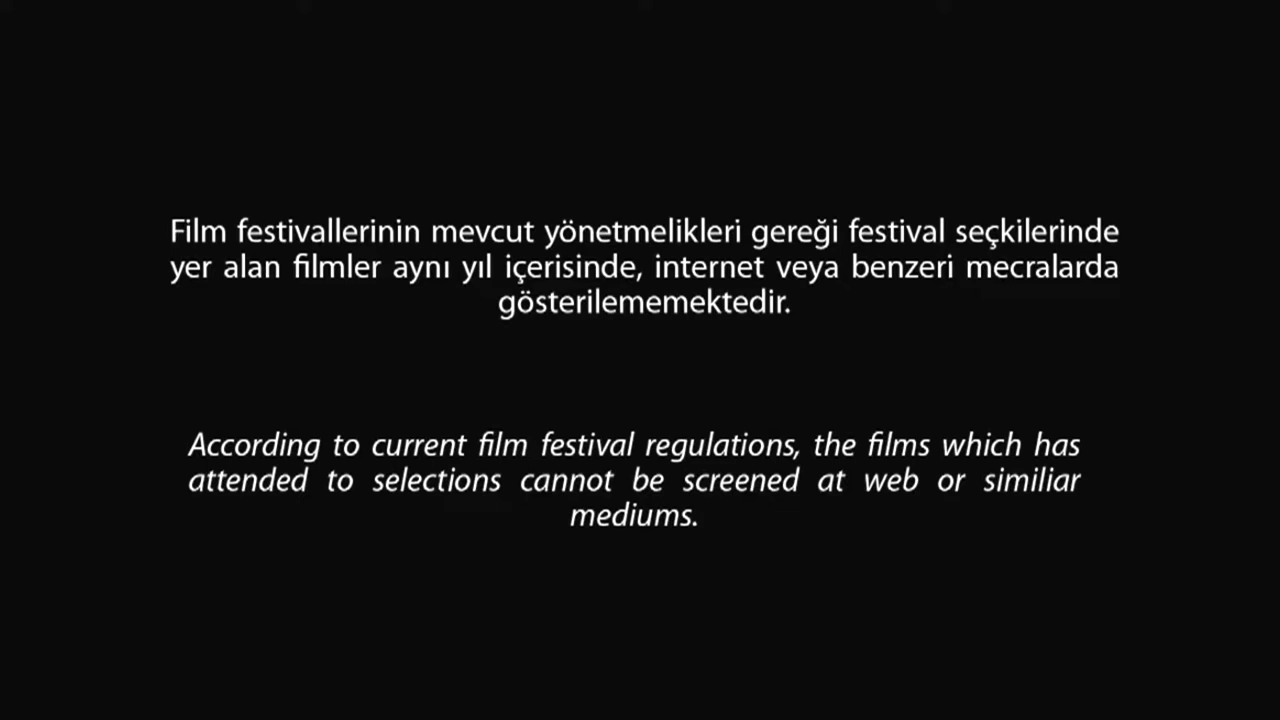 Film festivallerinin mevcut yönetmelikleri gereği festival seçkilerinde
yer alan filmler aynı yıl içerisinde, internet veya benzeri mecralarda
gösterilememektedir.
According to current film festival regulations, the films which has
attended to selections cannot be screened at web or similiar
mediums.